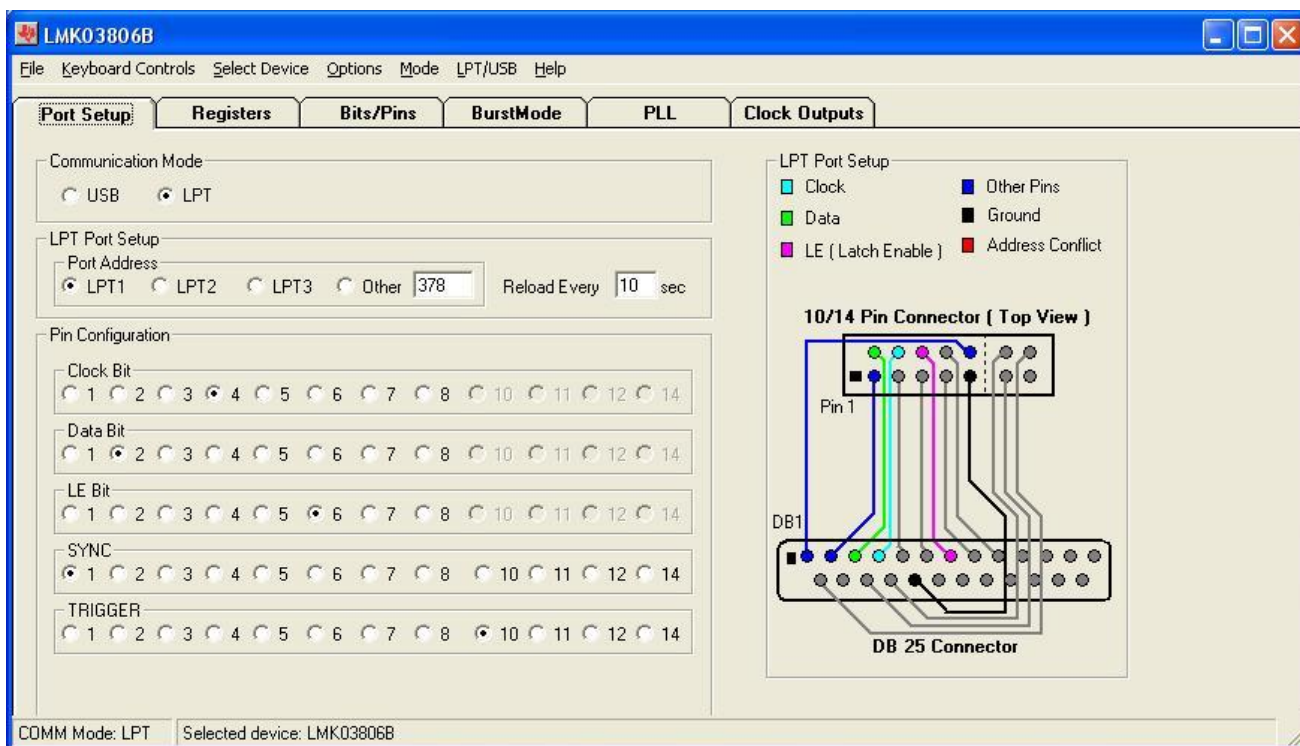 LMK03806B
File Keyboard Controls Select Device Options Mode LPT/USB Help
Port Setup Registers Bits/Pins BurstMode PLL Clock Outputs
Communication Mode
USB LPT
LPT Port Setup
Port Address
LPT1 LPT2 LPT3 Other 378 Reload Every 10 sec
Pin Configuration
Clock Bit
1 2 3 4 5 6 7 8 10 11 12 14
Data Bit
1 2 3 4 5 6 7 8 10 11 12 14
LE Bit
1 2 3 4 5 6 7 8 10 11 12 14
SYNC
1 2 3 4 5 6 7 8 10 11 12 14
TRIGGER
1 2 3 4 5 6 7 8 10 11 12 14
LPT Port Setup
Clock Other Pins
Data Ground
LE ( Latch Enable ) Address Conflict
10/14 Pin Connector ( Top View )
Pin 1
DB1
DB 25 Connector
COMM Mode: LPT Selected device: LMK03806B